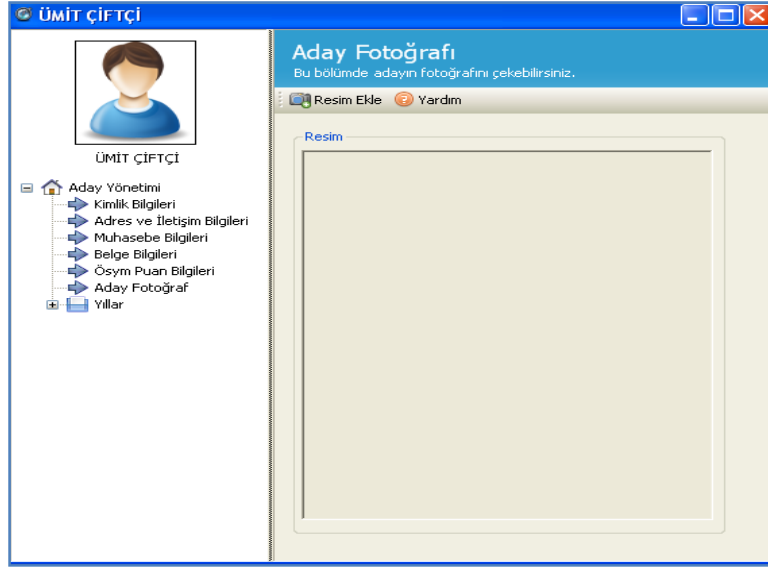 ÜMİT ÇİFTÇİ
ÜMİT ÇİFTÇİ
Aday Yönetimi
Kimlik Bilgileri
Adres ve İletişim Bilgileri
Muhasebe Bilgileri
Belge Bilgileri
Ösym Puan Bilgileri
Aday Fotoğraf
Yıllar
Aday Fotoğrafı
Bu bölümde adayın fotoğrafını çekebilirsiniz.
Resim Ekle Yardım
Resim